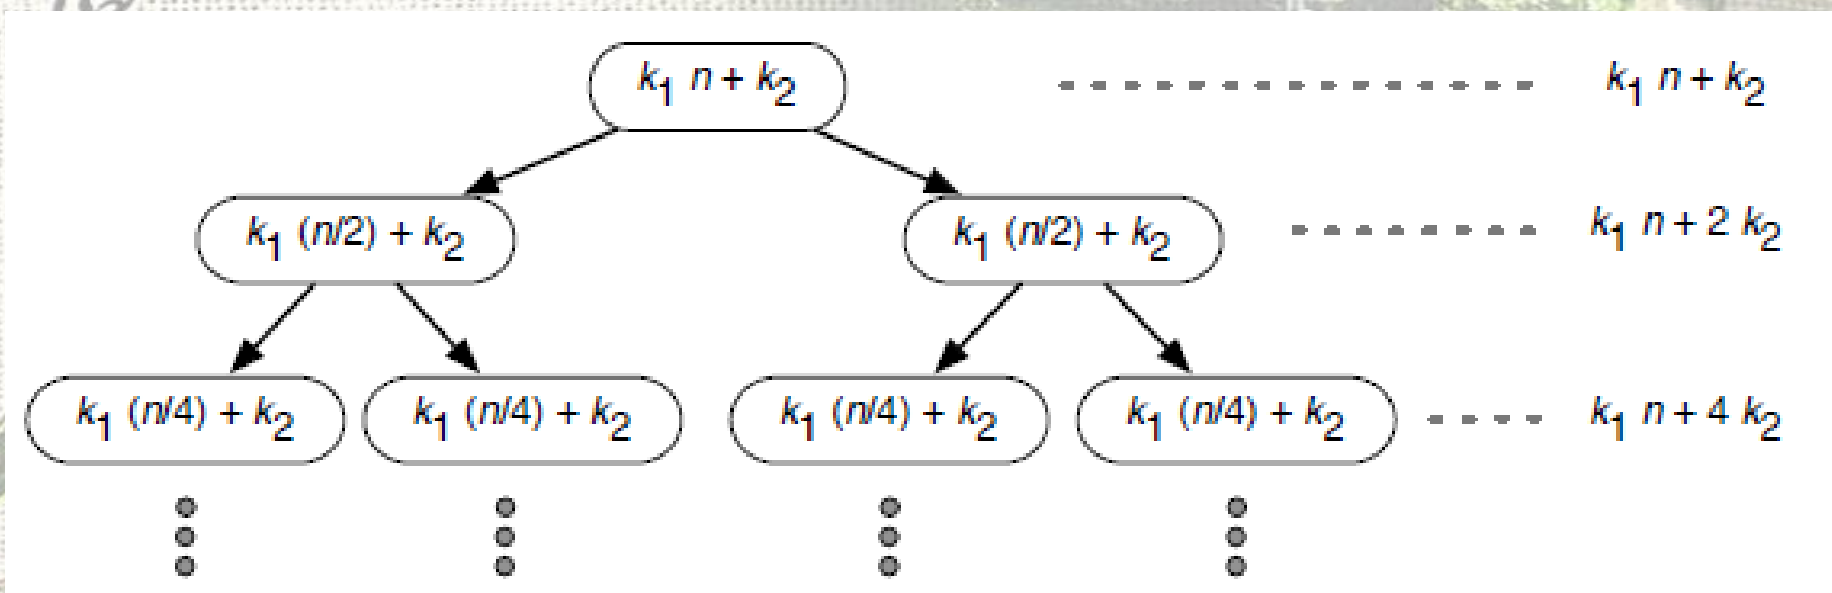 k₁ n + k₂ k₁ n + k₂
k₁ (n/2) + k₂ k₁ (n/2) + k₂ k₁ n + 2 k₂
k₁ (n/4) + k₂ k₁ (n/4) + k₂ k₁ (n/4) + k₂ k₁ (n/4) + k₂ k₁ n + 4 k₂